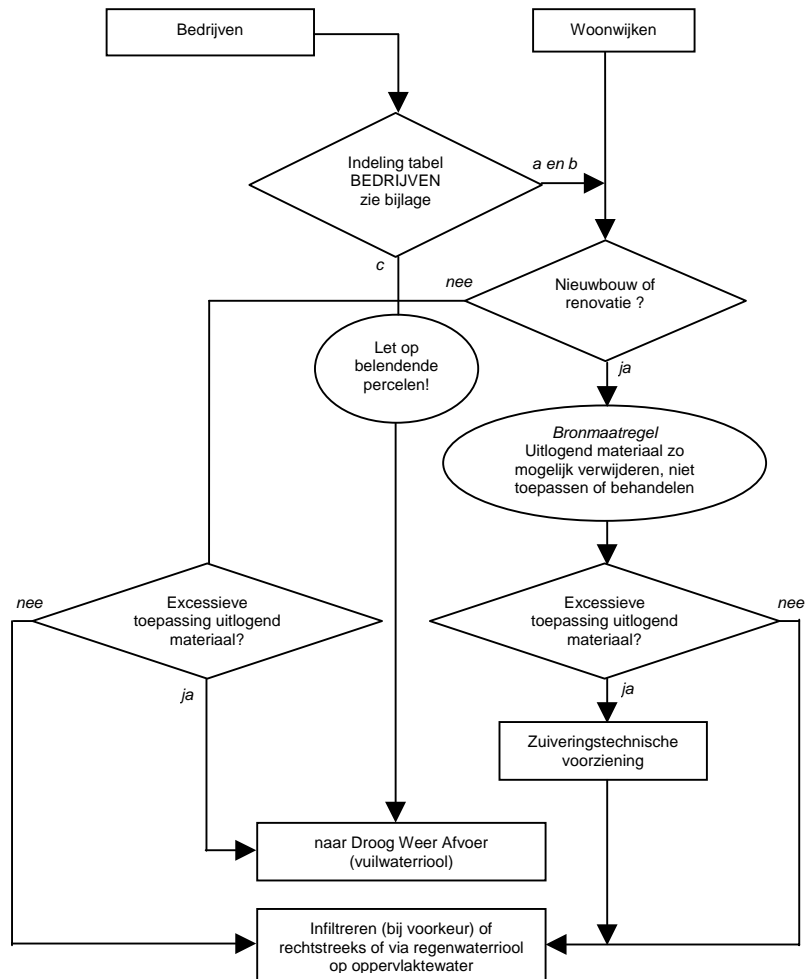 Bedrijven
Woonwijken
Indeling tabel
BEDRIJVEN
zie bijlage
a en b
c
nee
Nieuwbouw of
renovatie ?
ja
Let op
belendende
percelen!
Bronmaatregel
Uitlogend materiaal zo
mogelijk verwijderen, niet
toepassen of behandelen
nee
Excessieve
toepassing uitlogend
materiaal?
ja
Excessieve
toepassing uitlogend
materiaal?
nee
ja
Zuiveringstechnische
voorziening
naar Droog Weer Afvoer
(vuilwaterriool)
Infiltreren (bij voorkeur) of
rechtstreeks of via regenwaterriool
op oppervlaktewater